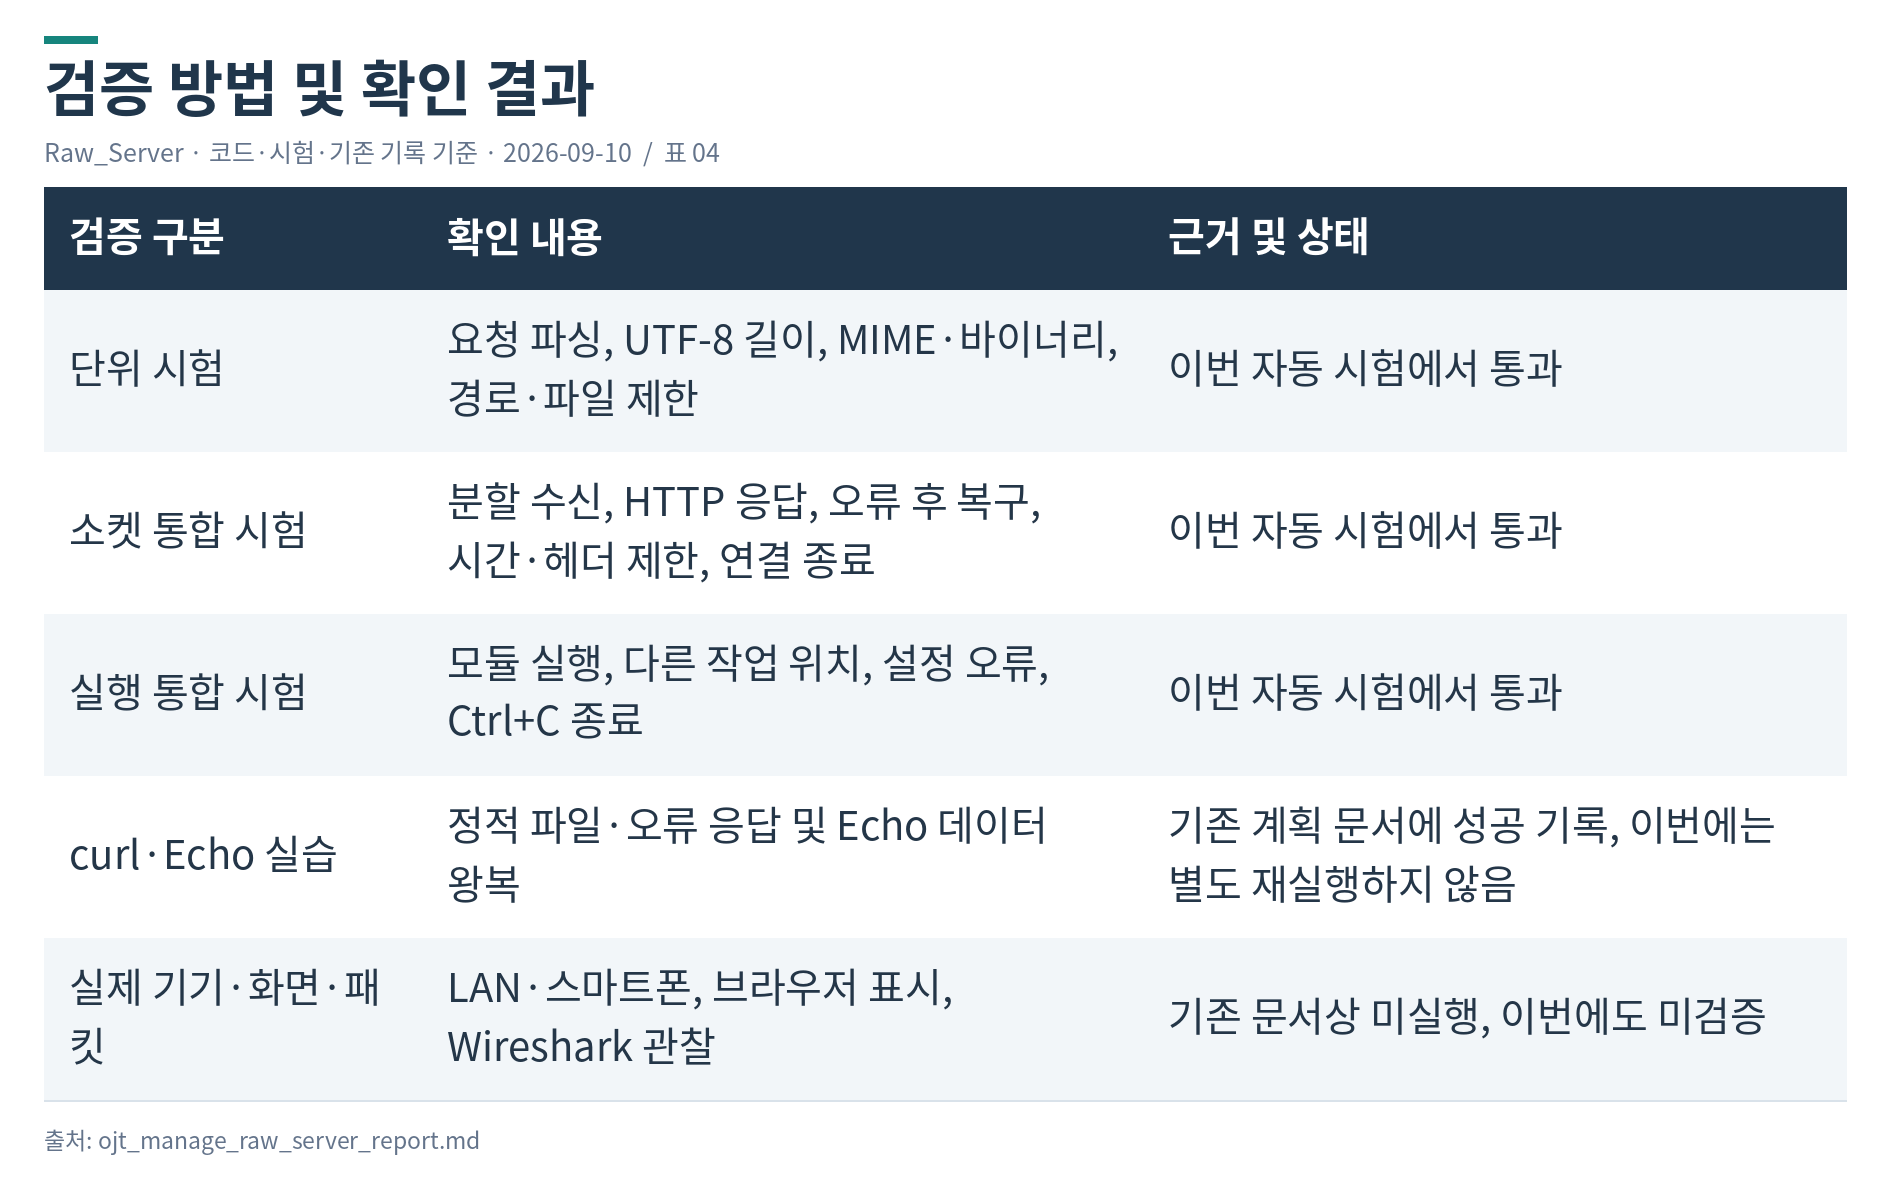 검증 방법 및 확인 결과
Raw_Server · 코드·시험·기존 기록 기준 · 2026-09-10 / 표 04
검증 구분 확인 내용 근거 및 상태
단위 시험
요청 파싱, UTF-8 길이, MIME·바이너리,
경로·파일 제한
이번 자동 시험에서 통과
소켓 통합 시험
분할 수신, HTTP 응답, 오류 후 복구,
시간·헤더 제한, 연결 종료
이번 자동 시험에서 통과
실행 통합 시험
모듈 실행, 다른 작업 위치, 설정 오류,
Ctrl+C 종료
이번 자동 시험에서 통과
curl·Echo 실습
정적 파일·오류 응답 및 Echo 데이터
왕복
기존 계획 문서에 성공 기록, 이번에는
별도 재실행하지 않음
실제 기기·화면·패
킷
LAN·스마트폰, 브라우저 표시,
Wireshark 관찰
기존 문서상 미실행, 이번에도 미검증
출처: ojt_manage_raw_server_report.md